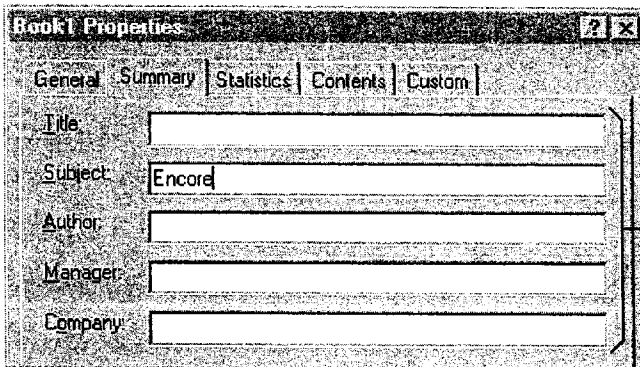 Book1 Properties ? ×
General Summary Statistics Contents Custom
Title:
Subject: Encore
Author:
Manager:
Company: